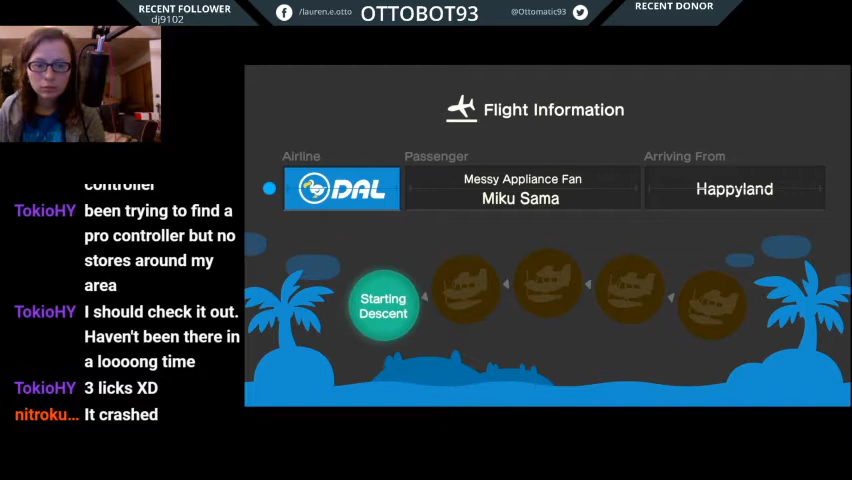 RECENT FOLLOWER
dj9102
/lauren.e.otto
OTTOBOT93
@Ottomatic93
RECENT DONOR
controller
TokioHY been trying to find a
pro controller but no
stores around my
area
TokioHY I should check it out.
Haven't been there in
a loooong time
TokioHY 3 licks XD
nitroku... It crashed
Flight Information
Airline
Passenger
Arriving From
DAL
Messy Appliance Fan
Miku Sama
Happyland
Starting
Descent